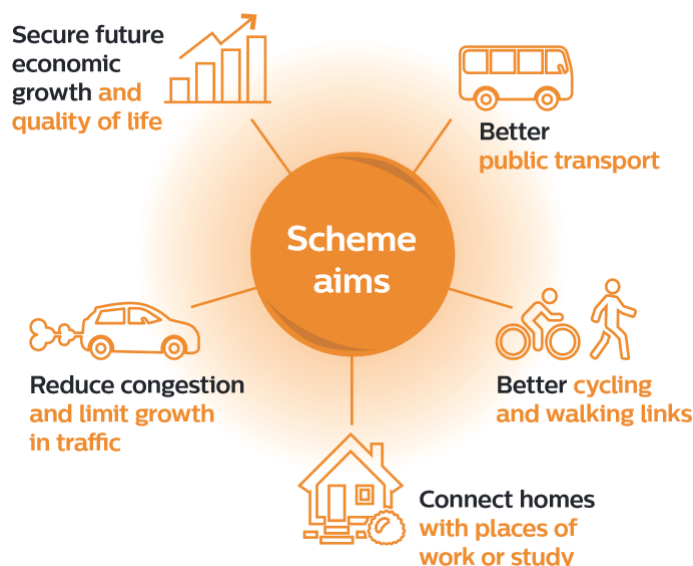 Secure future
economic
growth and
quality of life
Better
public transport
Scheme
aims
Reduce congestion
and limit growth
in traffic
Better cycling
and walking links
Connect homes
with places of
work or study